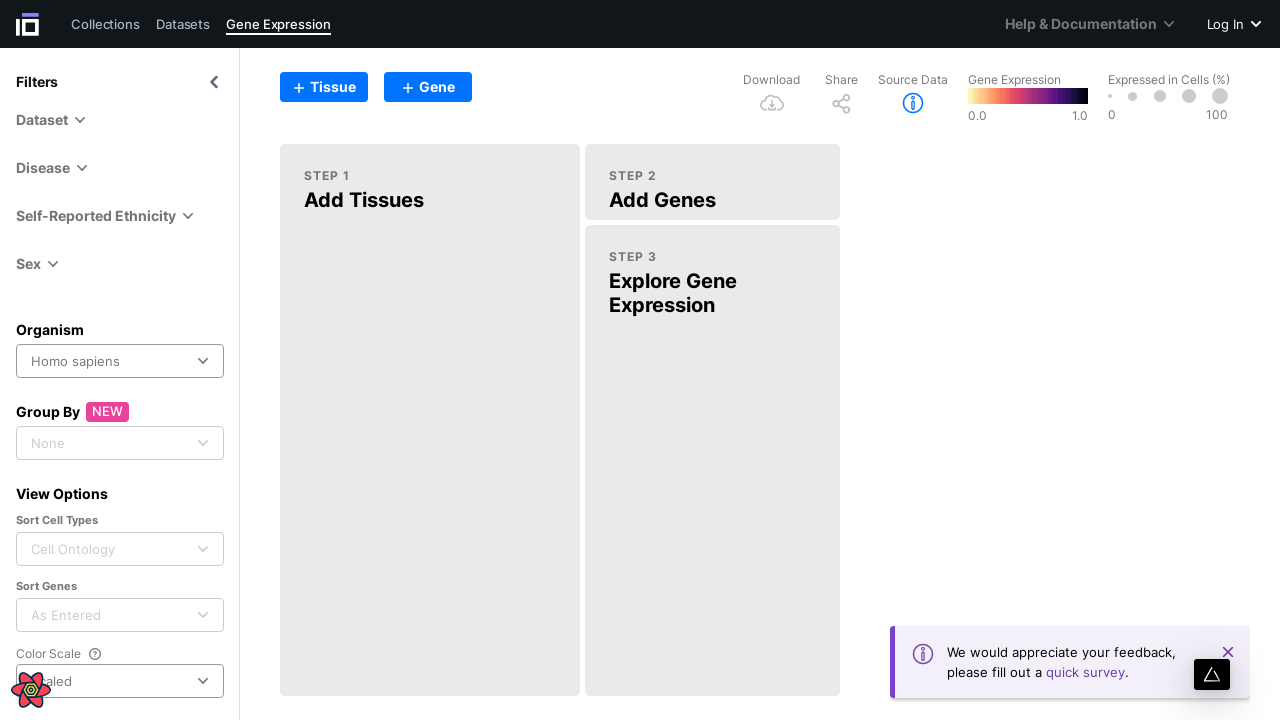 Collections
Datasets
Gene Expression
Help & Documentation
Log In
Filters
Dataset
Disease
Self-Reported Ethnicity
Sex
Organism
Homo sapiens
Group By NEW
None
View Options
Sort Cell Types
Cell Ontology
Sort Genes
As Entered
Color Scale
+ Tissue
+ Gene
Download
Share
Source Data
Gene Expression
0.0 1.0
Expressed in Cells (%)
0 100
STEP 1
Add Tissues
STEP 2
Add Genes
STEP 3
Explore Gene
Expression
We would appreciate your feedback,
please fill out a quick survey.